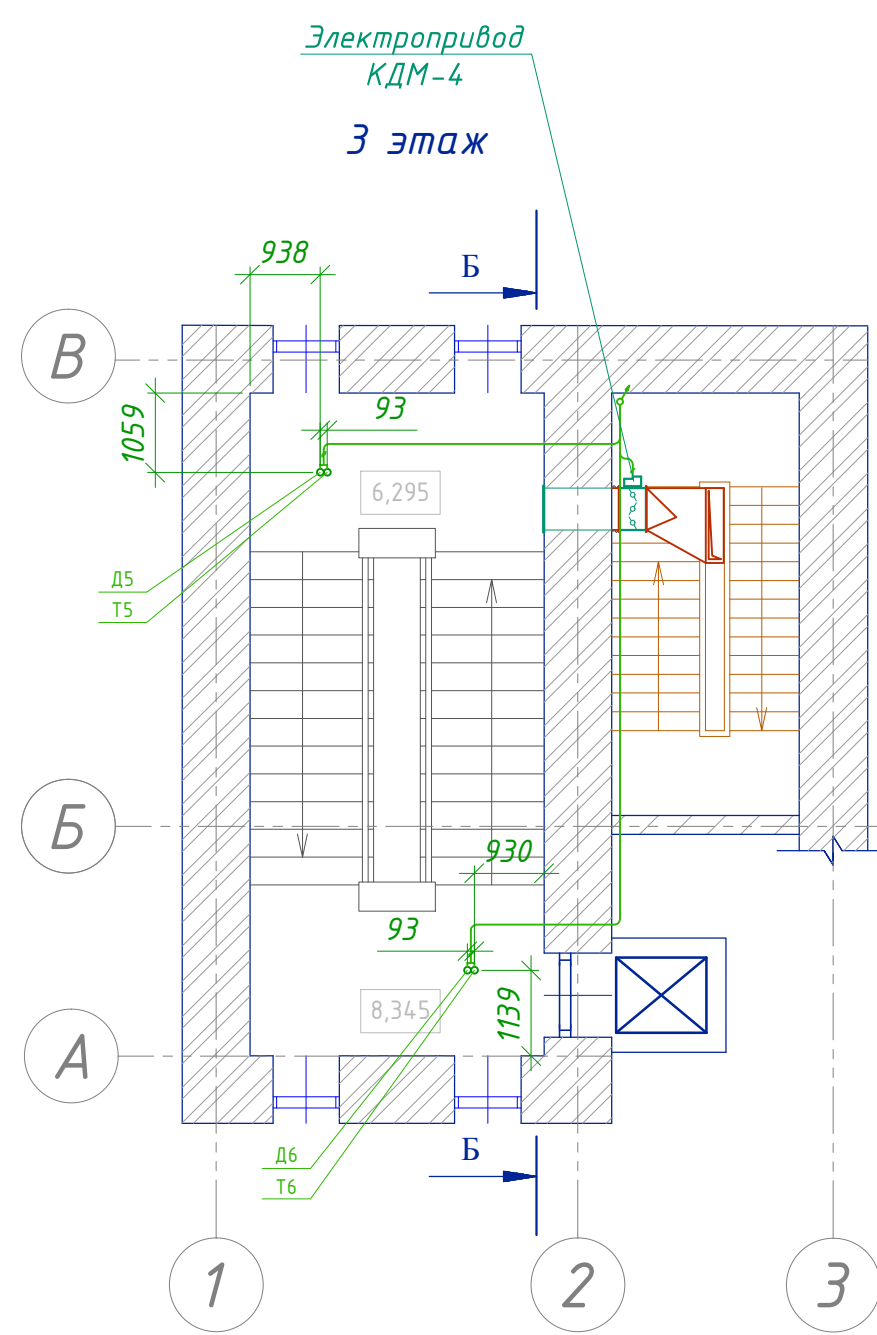 Электропривод
КДМ-4
3 этаж
938
Б
В
1059
93
6,295
Д5
Т5
Б
930
93
8,345
1139
А
Д6
Т6
Б
1
2
3